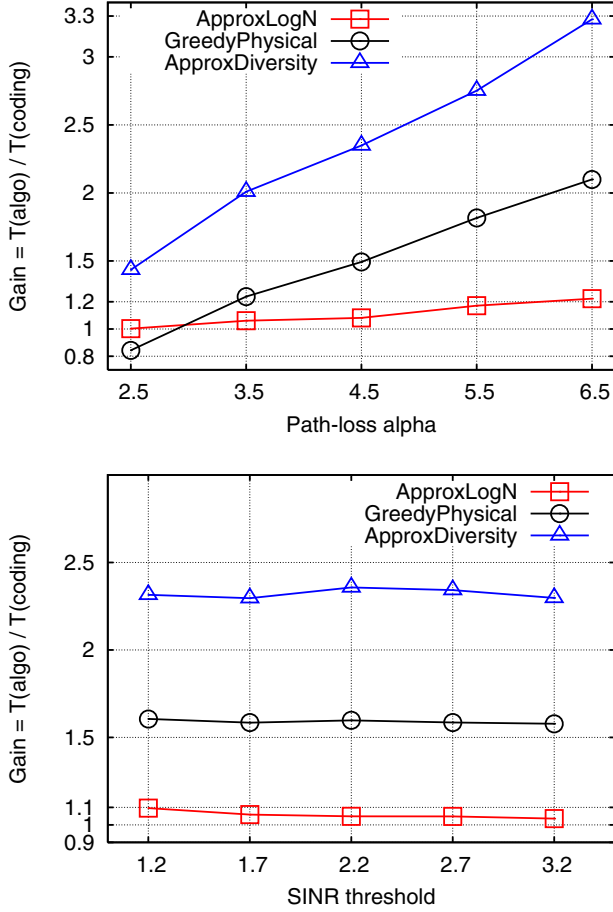 ApproxLogN
GreedyPhysical
ApproxDiversity
Gain = T(algo) / T(coding)
3.3
3
2.5
2
1.5
1.2
1
0.8
2.5 3.5 4.5 5.5 6.5
Path-loss alpha
ApproxLogN
GreedyPhysical
ApproxDiversity
Gain = T(algo) / T(coding)
2.5
2
1.5
1.1
1
0.9
1.2 1.7 2.2 2.7 3.2
SINR threshold